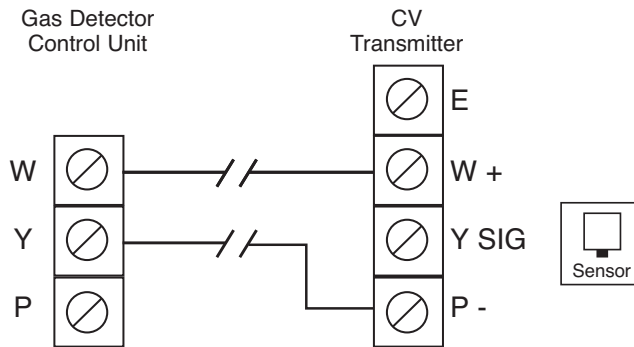 Gas Detector
Control Unit
CV
Transmitter
E
W
W +
Y
Y SIG
Sensor
P
P -